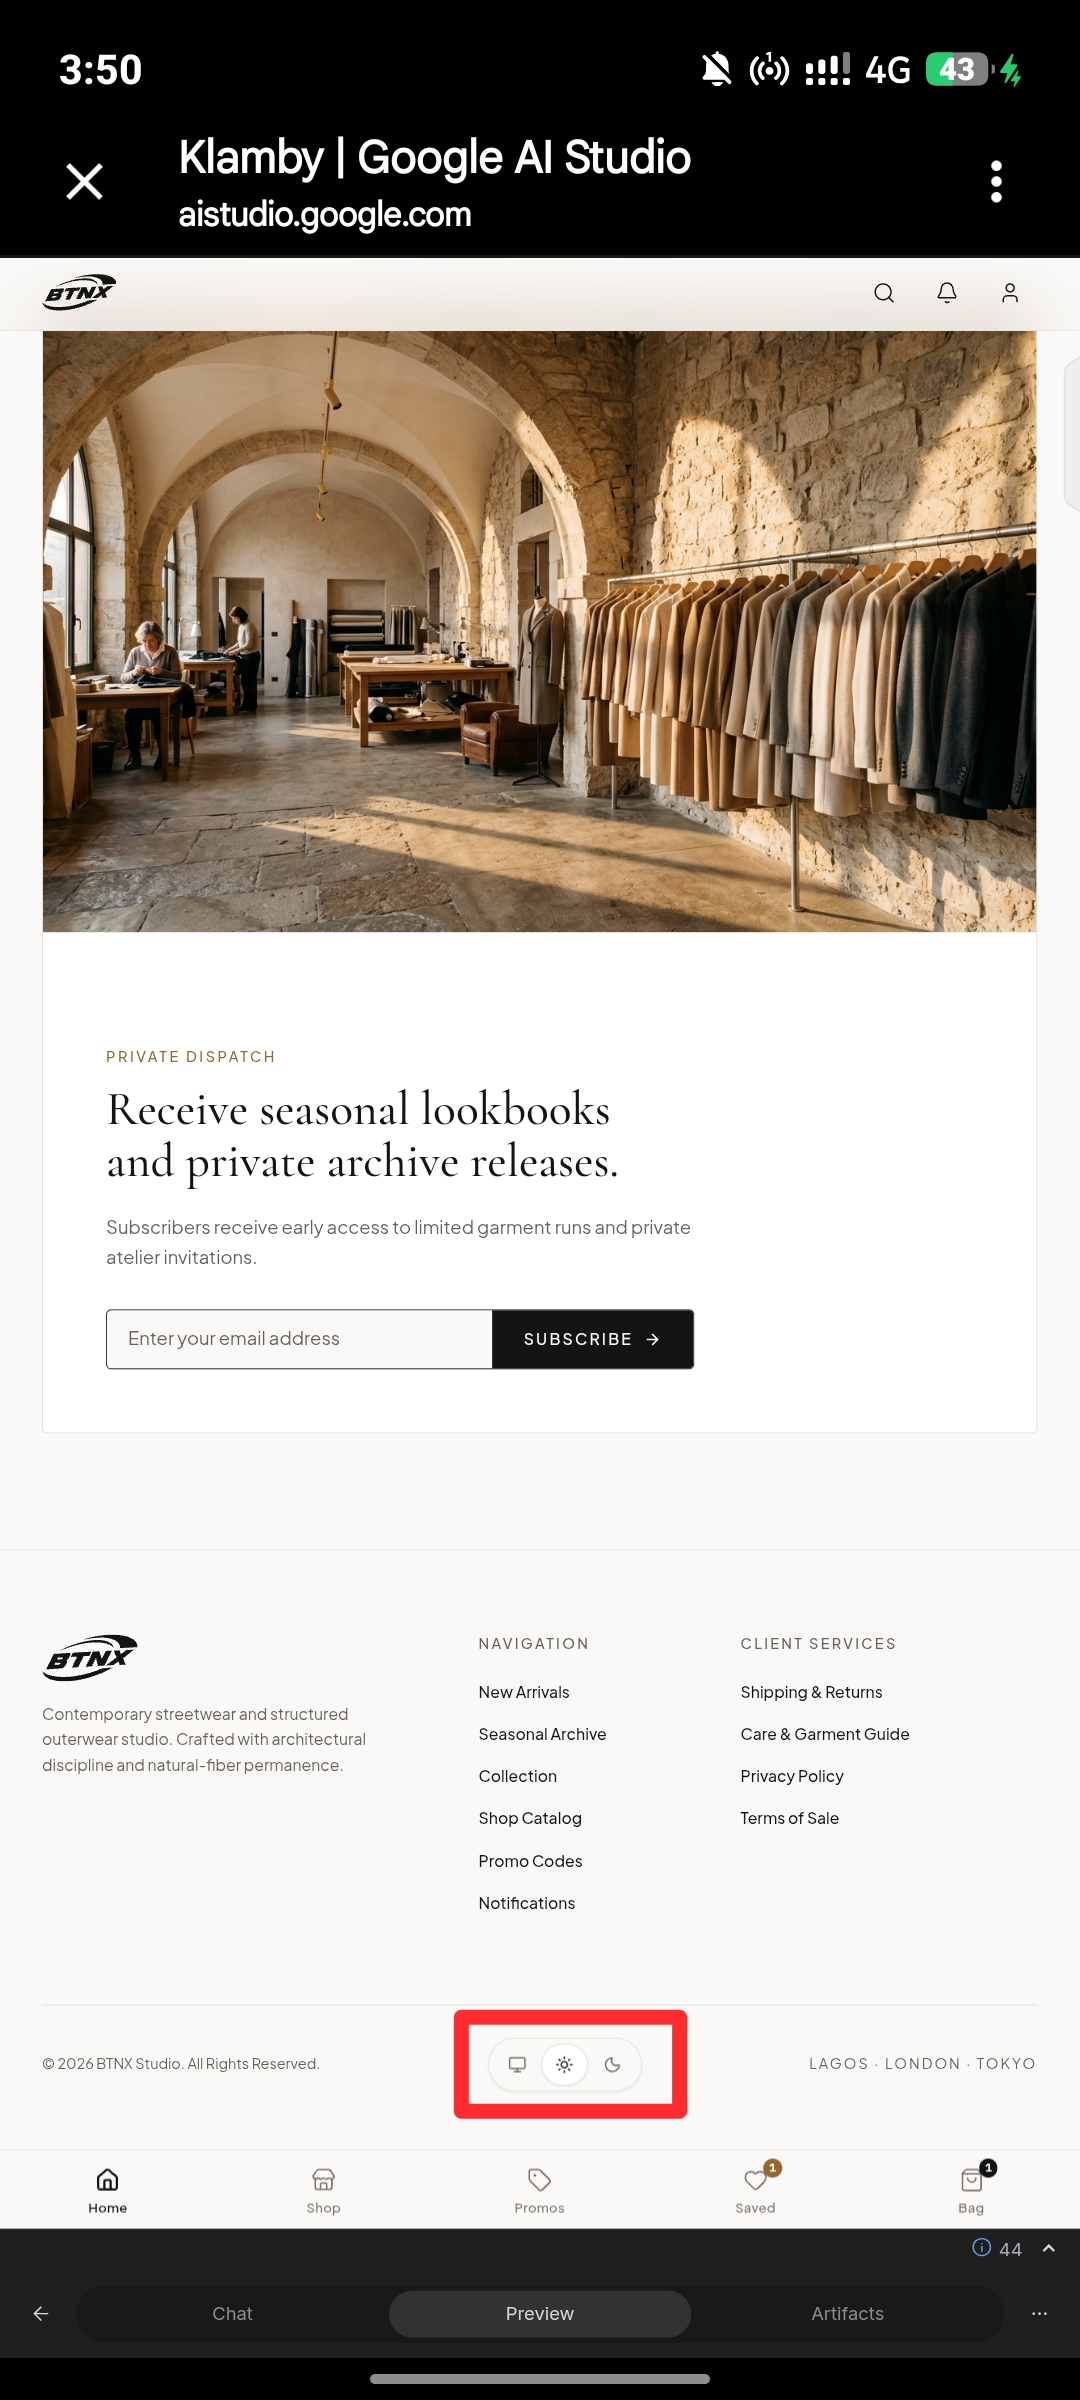 3:50
4G
43
Klamby | Google AI Studio
aistudio.google.com
BTNX
PRIVATE DISPATCH
Receive seasonal lookbooks
and private archive releases.
Subscribers receive early access to limited garment runs and private
atelier invitations.
Enter your email address
SUBSCRIBE →
BTNX
Contemporary streetwear and structured
outerwear studio. Crafted with architectural
discipline and natural-fiber permanence.
NAVIGATION
New Arrivals
Seasonal Archive
Collection
Shop Catalog
Promo Codes
Notifications
CLIENT SERVICES
Shipping & Returns
Care & Garment Guide
Privacy Policy
Terms of Sale
© 2026 BTNX Studio. All Rights Reserved.
LAGOS · LONDON · TOKYO
Home
Shop
Promos
1
Saved
1
Bag
44
Chat
Preview
Artifacts